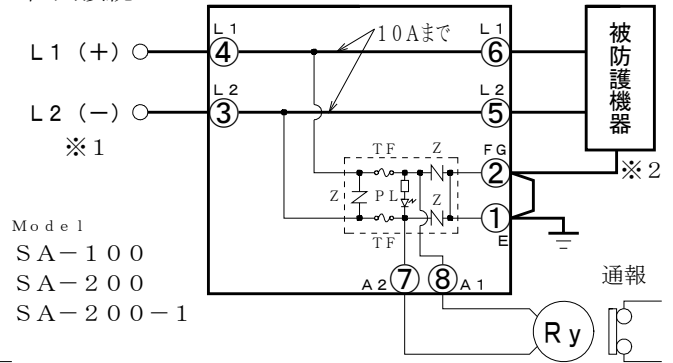 L1 (+)
L2 (−)
※1
L1
④
L2
③
10Aまで
L1
⑥
L2
⑤
被防護機器
※2
FG
②
①
E
TF
Z
Z
PL
Z
TF
A2
⑦
⑧
A1
Model
SA−100
SA−200
SA−200−1
通報
Ry